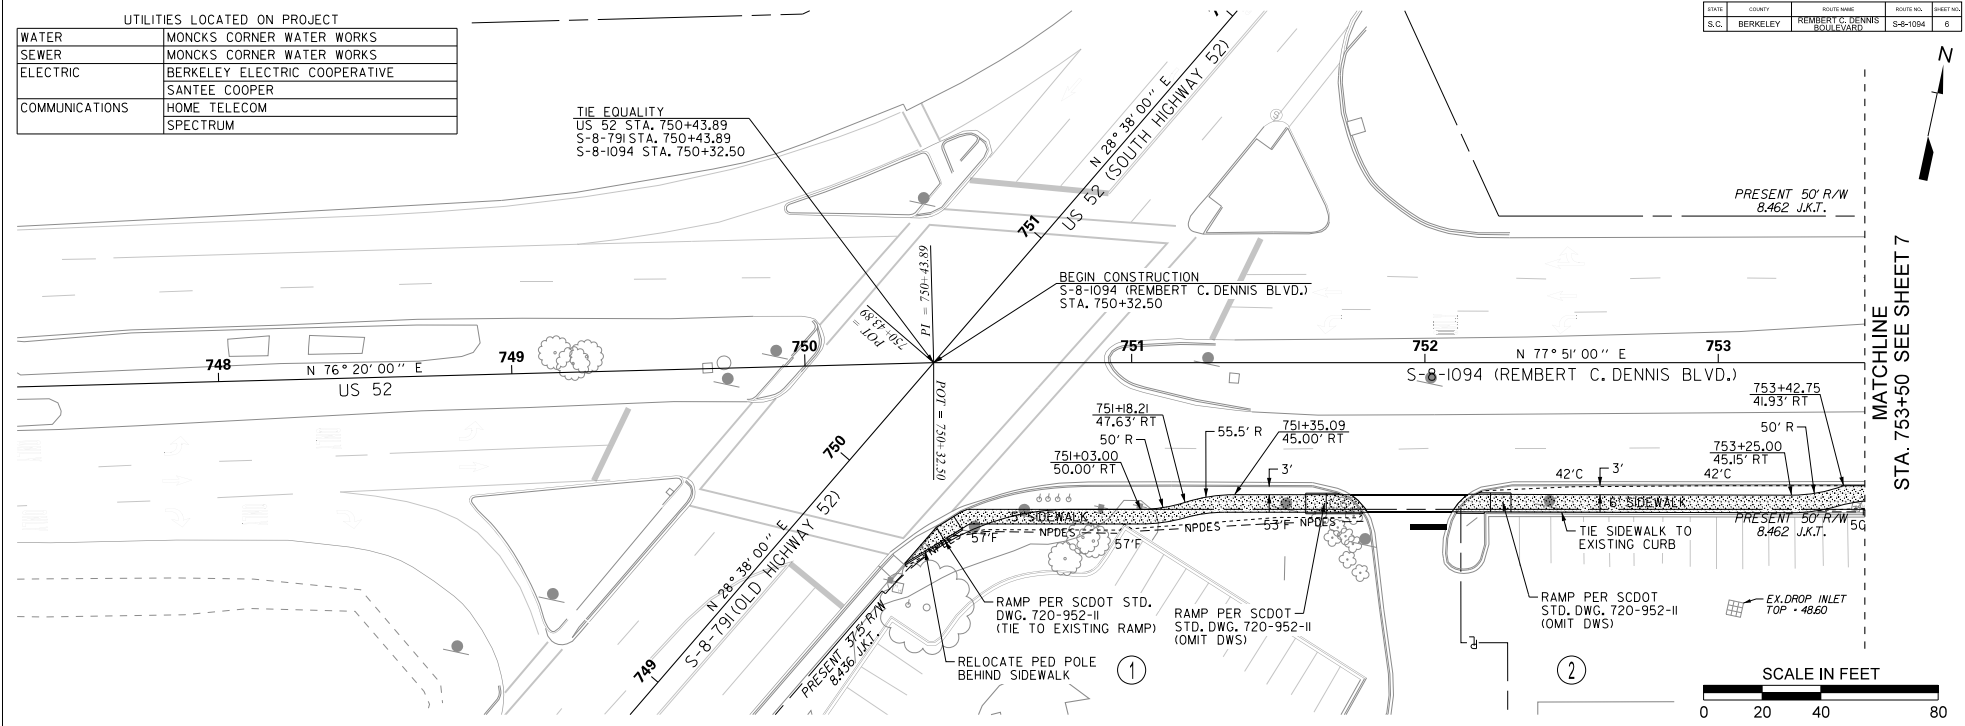 UTILITIES LOCATED ON PROJECT
WATER MONCKS CORNER WATER WORKS
SEWER MONCKS CORNER WATER WORKS
ELECTRIC BERKELEY ELECTRIC COOPERATIVE
SANTEE COOPER
COMMUNICATIONS HOME TELECOM
SPECTRUM
STATE COUNTY ROUTE NAME ROUTE NO. SHEET NO.
S.C. BERKELEY REMBERT C. DENNIS BOULEVARD S-8-1094 6
N
TIE EQUALITY
US 52 STA. 750+43.89
S-8-791 STA. 750+43.89
S-8-1094 STA. 750+32.50
N 28° 38' 00'' E
US 52 (SOUTH HIGHWAY 52)
751
PRESENT 50' R/W
8.462 J.K.T.
BEGIN CONSTRUCTION
S-8-1094 (REMBERT C. DENNIS BLVD.)
STA. 750+32.50
PI = 750+43.89
POT = 750+43.89
POT = 750+32.50
748
749
750
N 76° 20' 00'' E
US 52
751
752
753
N 77° 51' 00'' E
S-8-1094 (REMBERT C. DENNIS BLVD.)
MATCHLINE
STA. 753+50 SEE SHEET 7
751+18.21
47.63' RT
50' R
751+03.00
50.00' RT
55.5' R
751+35.09
45.00' RT
3'
753+42.75
41.93' RT
50' R
753+25.00
45.15' RT
42'C
3'
42'C
750
N 28° 38' 00'' E
S-8-791 (OLD HIGHWAY 52)
749
5' SIDEWALK
NPDES
57'F
NPDES
57'F
NPDES
53'F
NPDES
6' SIDEWALK
PRESENT 50' R/W
8.462 J.K.T.
50
TIE SIDEWALK TO
EXISTING CURB
PRESENT 37.5' R/W
8.436 J.K.T.
RAMP PER SCDOT STD.
DWG. 720-952-11
(TIE TO EXISTING RAMP)
RELOCATE PED POLE
BEHIND SIDEWALK
RAMP PER SCDOT
STD. DWG. 720-952-11
(OMIT DWS)
1
RAMP PER SCDOT
STD. DWG. 720-952-11
(OMIT DWS)
2
EX. DROP INLET
TOP = 48.60
SCALE IN FEET
0 20 40 80